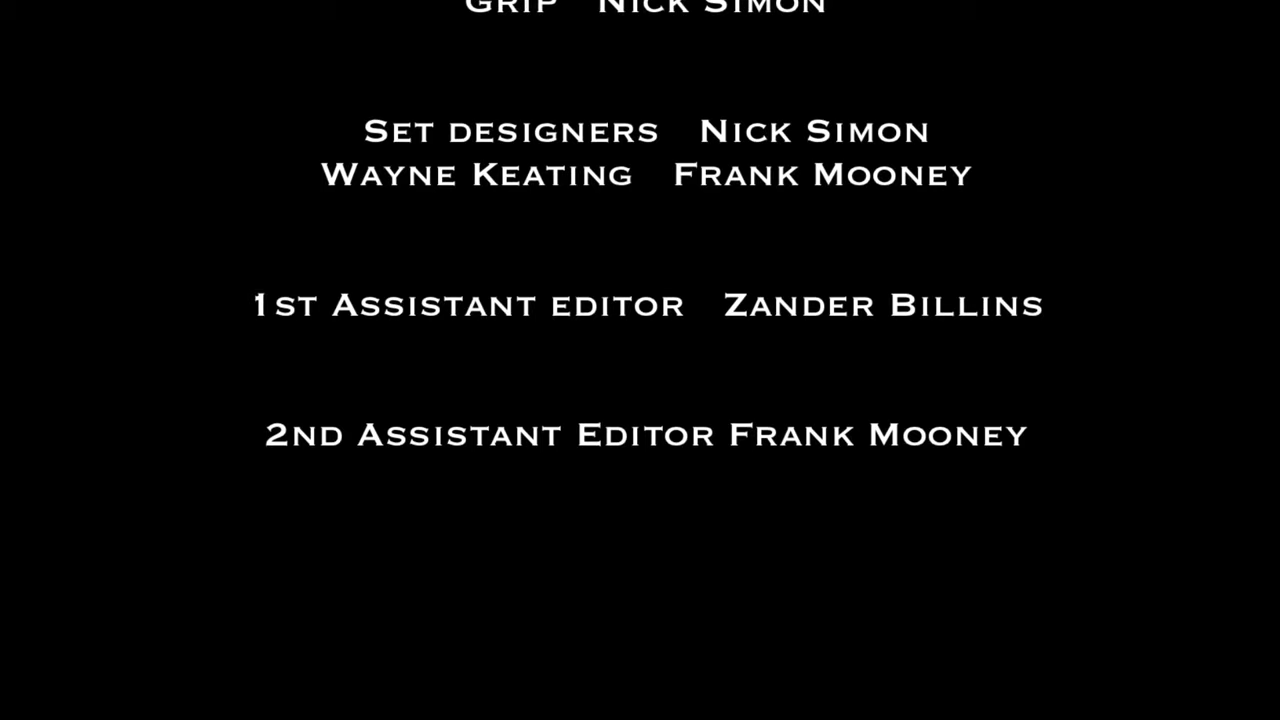 Grip Nick Simon
Set designers Nick Simon
Wayne Keating Frank Mooney
1st Assistant editor Zander Billins
2nd Assistant Editor Frank Mooney